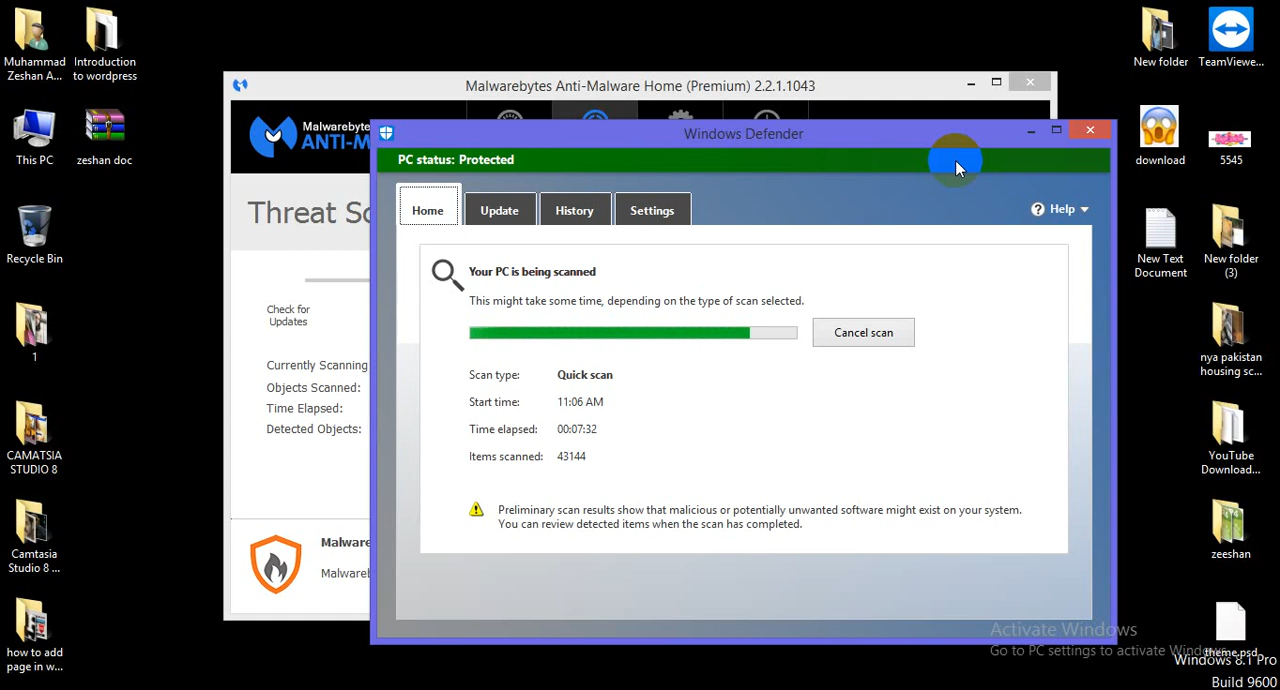 Muhammad
Zeshan A...
Introduction
to wordpress
This PC
zeshan doc
Recycle Bin
1
CAMATSIA
STUDIO 8
Camtasia
Studio 8 ...
how to add
page in w...
Malwarebytes Anti-Malware Home (Premium) 2.2.1.1043
Malwarebytes
ANTI-M
Threat Sc
Check for
Updates
Currently Scanning
Objects Scanned:
Time Elapsed:
Detected Objects:
Malware
Malwareb
Windows Defender
PC status: Protected
Home
Update
History
Settings
Help
Your PC is being scanned
This might take some time, depending on the type of scan selected.
Cancel scan
Scan type: Quick scan
Start time: 11:06 AM
Time elapsed: 00:07:32
Items scanned: 43144
Preliminary scan results show that malicious or potentially unwanted software might exist on your system.
You can review detected items when the scan has completed.
New folder
TeamViewe...
download
5545
New Text
Document
New folder
(3)
nya pakistan
housing sc...
YouTube
Download...
zeeshan
theme.psd
Activate Windows
Go to PC settings to activate Windows.
Windows 8.1 Pro
Build 9600